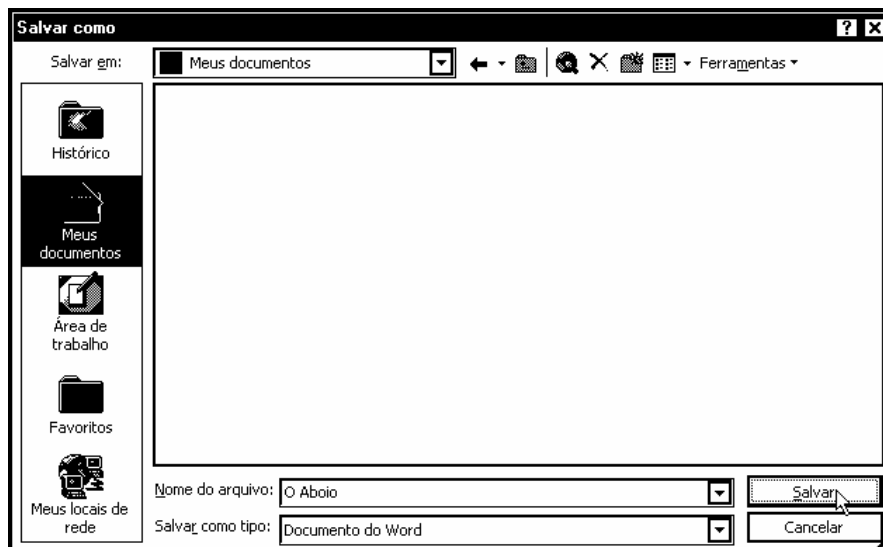 Salvar como
Salvar em:
Meus documentos
Ferramentas
Histórico
Meus
documentos
Área de
trabalho
Favoritos
Meus locais de
rede
Nome do arquivo:
O Aboio
Salvar
Salvar como tipo:
Documento do Word
Cancelar